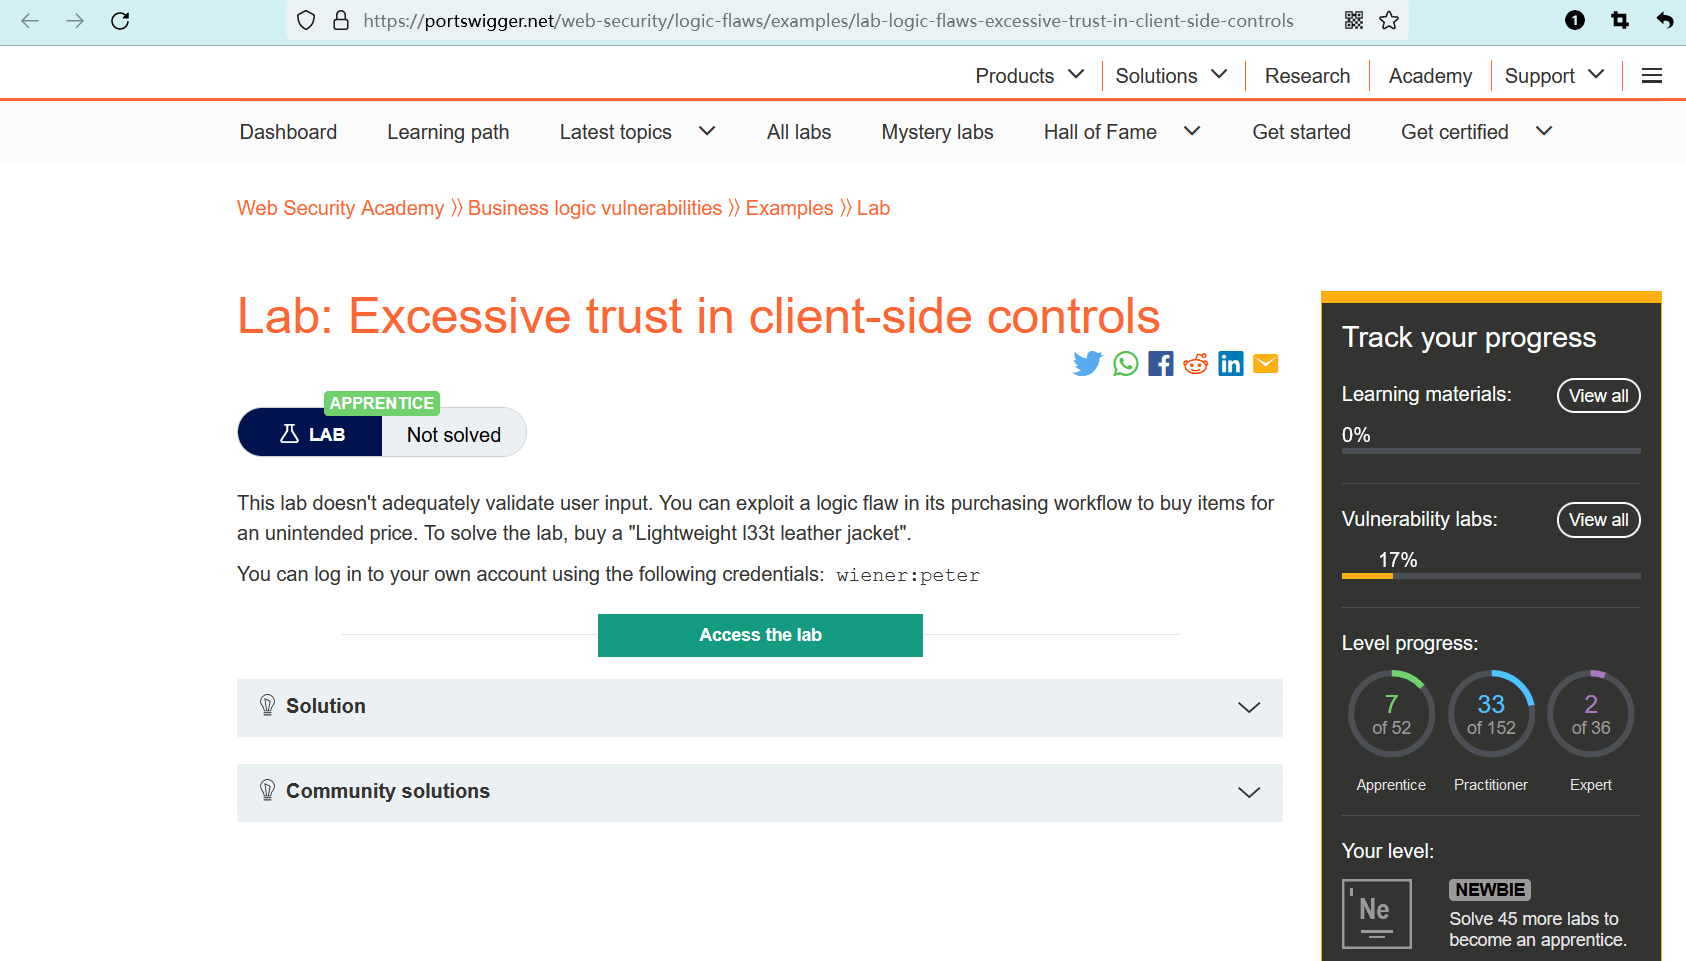 https://portswigger.net/web-security/logic-flaws/examples/lab-logic-flaws-excessive-trust-in-client-side-controls
1
Products
Solutions
Research
Academy
Support
Dashboard
Learning path
Latest topics
All labs
Mystery labs
Hall of Fame
Get started
Get certified
Web Security Academy 》 Business logic vulnerabilities 》 Examples 》 Lab
Lab: Excessive trust in client-side controls
APPRENTICE
LAB
Not solved
This lab doesn't adequately validate user input. You can exploit a logic flaw in its purchasing workflow to buy items for
an unintended price. To solve the lab, buy a "Lightweight l33t leather jacket".
You can log in to your own account using the following credentials: wiener:peter
Access the lab
Solution
Community solutions
Track your progress
Learning materials:
View all
0%
Vulnerability labs:
View all
17%
Level progress:
7
of 52
33
of 152
2
of 36
Apprentice
Practitioner
Expert
Your level:
Ne
NEWBIE
Solve 45 more labs to
become an apprentice.